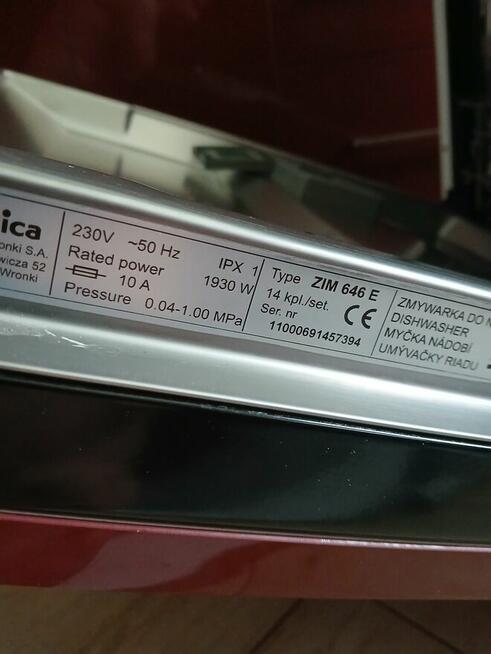 ica
onki S.A.
wicza 52
Wronki
230V ~50 Hz
IPX 1
Rated power 1930 W
10 A
Pressure 0.04-1.00 MPa
Type ZIM 646 E
14 kpl./set.
CE
Ser. nr
11000691457394
ZMYWARKA DO
DISHWASHER
MYČKA NÁDOBÍ
UMÝVAČKY RIADU